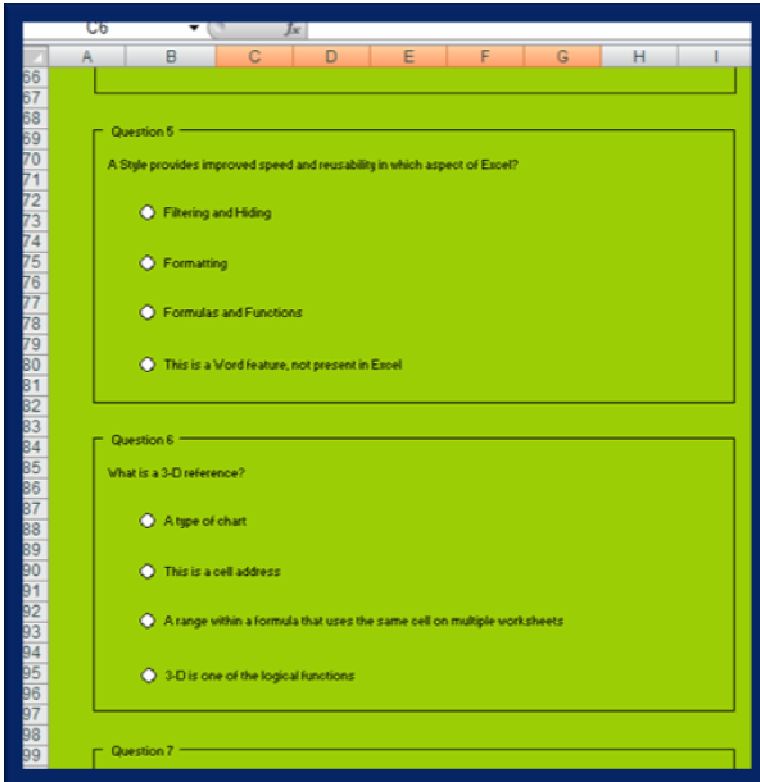 C6 fx
A B C D E F G H I
66
67
68
69 Question 5
70 A Style provides improved speed and reusability in which aspect of Excel?
71
72 Filtering and Hiding
73
74
75 Formatting
76
77 Formulas and Functions
78
79
80 This is a Word feature, not present in Excel
81
82
83
84 Question 6
85 What is a 3-D reference?
86
87 A type of chart
88
89
90 This is a cell address
91
92 A range within a formula that uses the same cell on multiple worksheets
93
94
95 3-D is one of the logical functions
96
97
98
99 Question 7